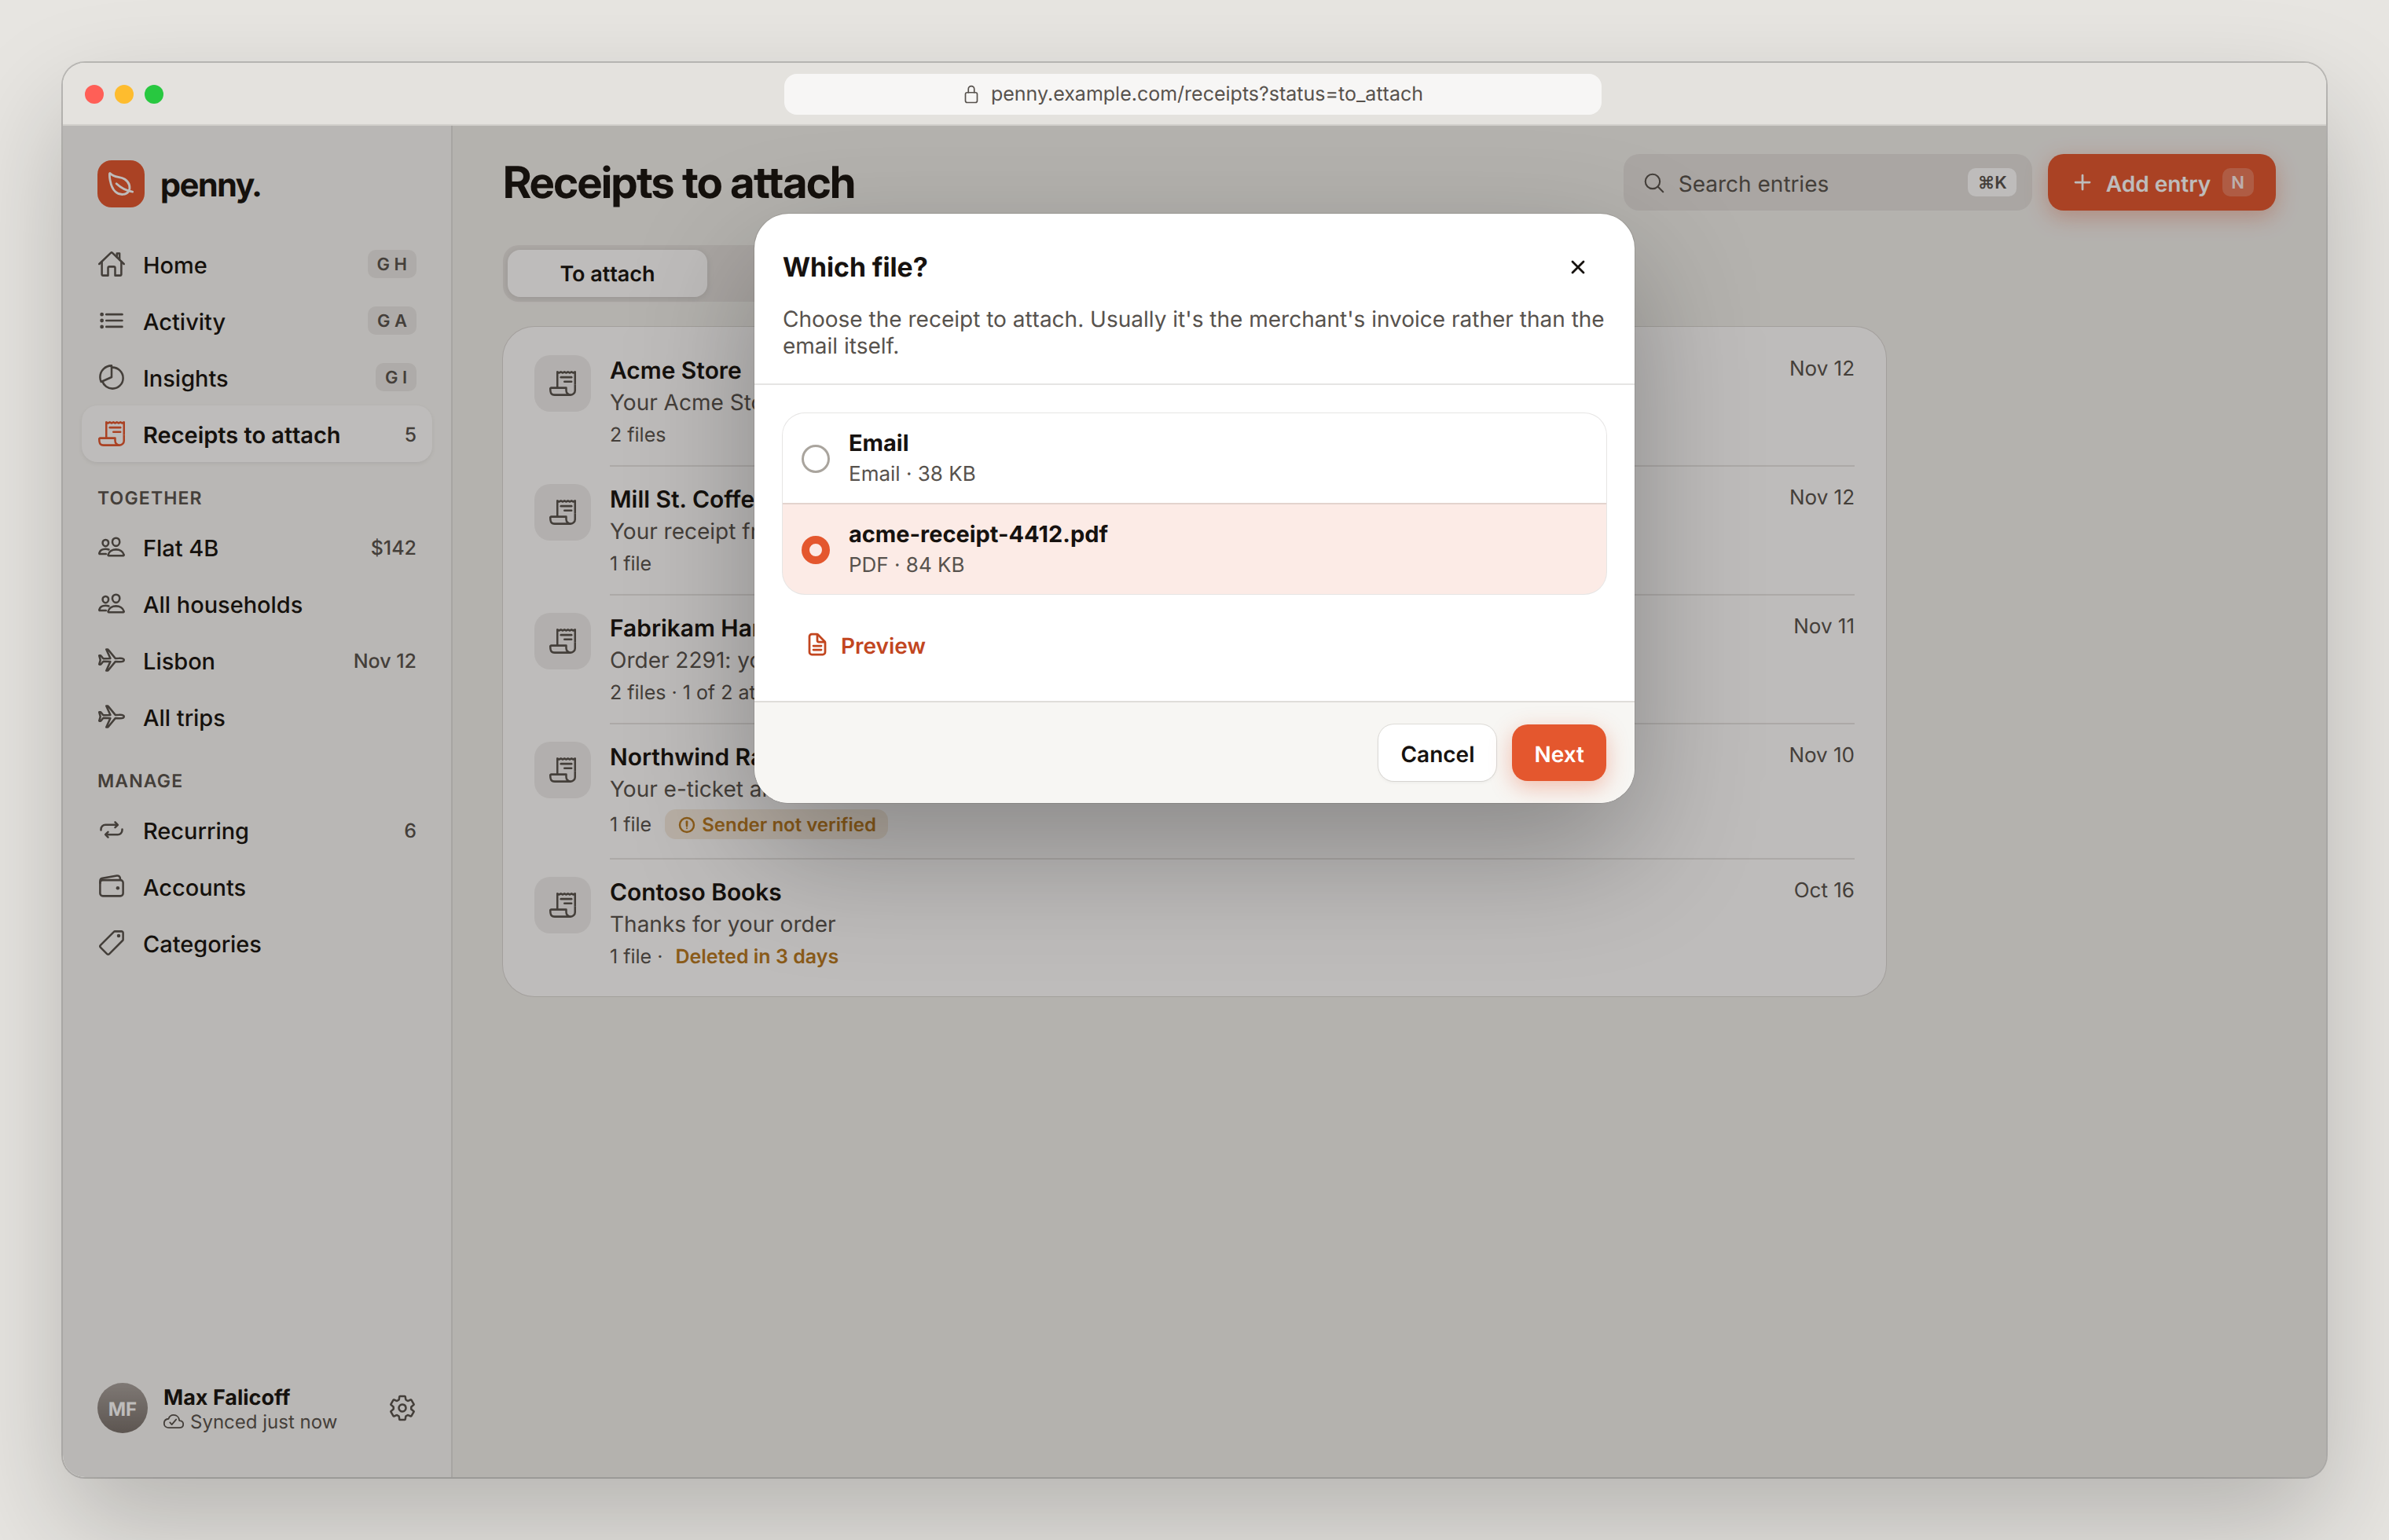 penny.example.com/receipts?status=to_attach
penny.
Home G H
Activity G A
Insights G I
Receipts to attach 5
TOGETHER
Flat 4B $142
All households
Lisbon Nov 12
All trips
MANAGE
Recurring 6
Accounts
Categories
MF
Max Falicoff
Synced just now
Receipts to attach
Search entries ⌘K
Add entry N
To attach
Acme Store Nov 12
Your Acme
2 files
Mill St. Nov 12
Your receipt
1 file
Fabrikam Nov 11
Order 2291:
2 files · 1 of 2
Northwind Nov 10
Your e-ticket
1 file Sender not verified
Contoso Books Oct 16
Thanks for your order
1 file · Deleted in 3 days
Which file?
Choose the receipt to attach. Usually it's the merchant's invoice rather than the
email itself.
Email
Email · 38 KB
acme-receipt-4412.pdf
PDF · 84 KB
Preview
Cancel
Next